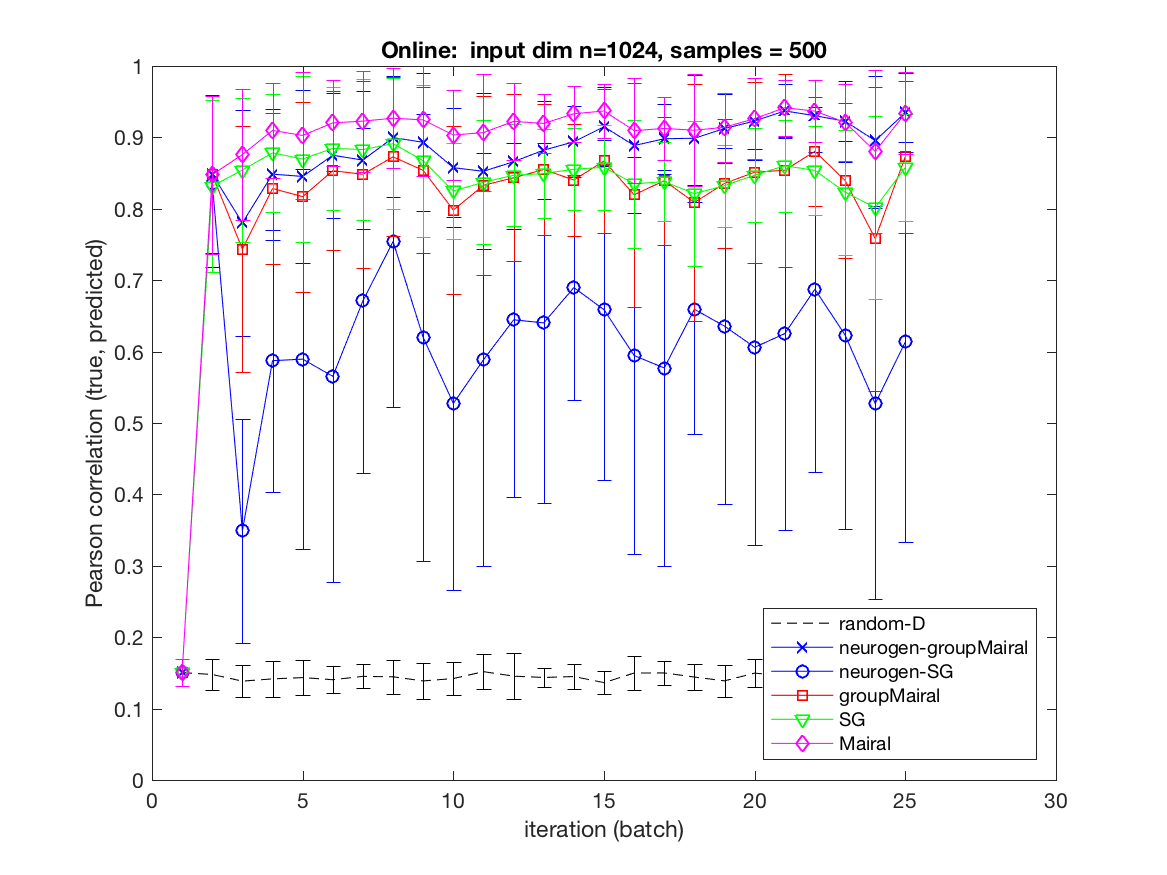 Online:  input dim n=1024, samples = 500
Pearson correlation (true, predicted)
1
0.9
0.8
0.7
0.6
0.5
0.4
0.3
0.2
0.1
0
0 5 10 15 20 25 30
iteration (batch)
random-D
neurogen-groupMairal
neurogen-SG
groupMairal
SG
Mairal